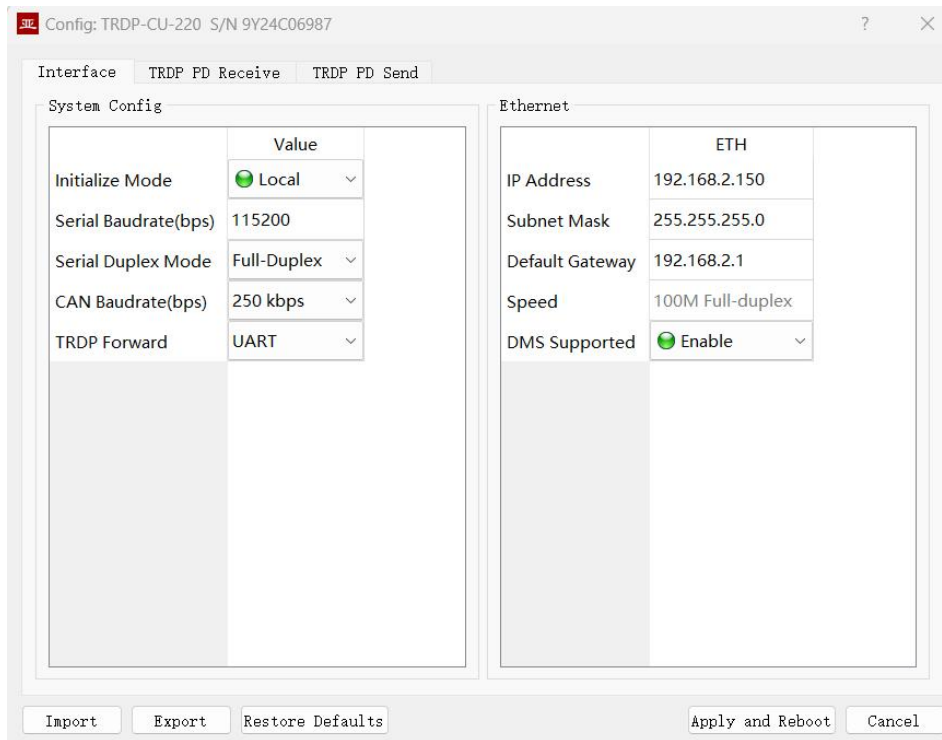 亚 Config: TRDP-CU-220 S/N 9Y24C06987 ?
Interface TRDP PD Receive TRDP PD Send
System Config
Value
Initialize Mode Local
Serial Baudrate(bps) 115200
Serial Duplex Mode Full-Duplex
CAN Baudrate(bps) 250 kbps
TRDP Forward UART
Ethernet
ETH
IP Address 192.168.2.150
Subnet Mask 255.255.255.0
Default Gateway 192.168.2.1
Speed 100M Full-duplex
DMS Supported Enable
Import Export Restore Defaults Apply and Reboot Cancel